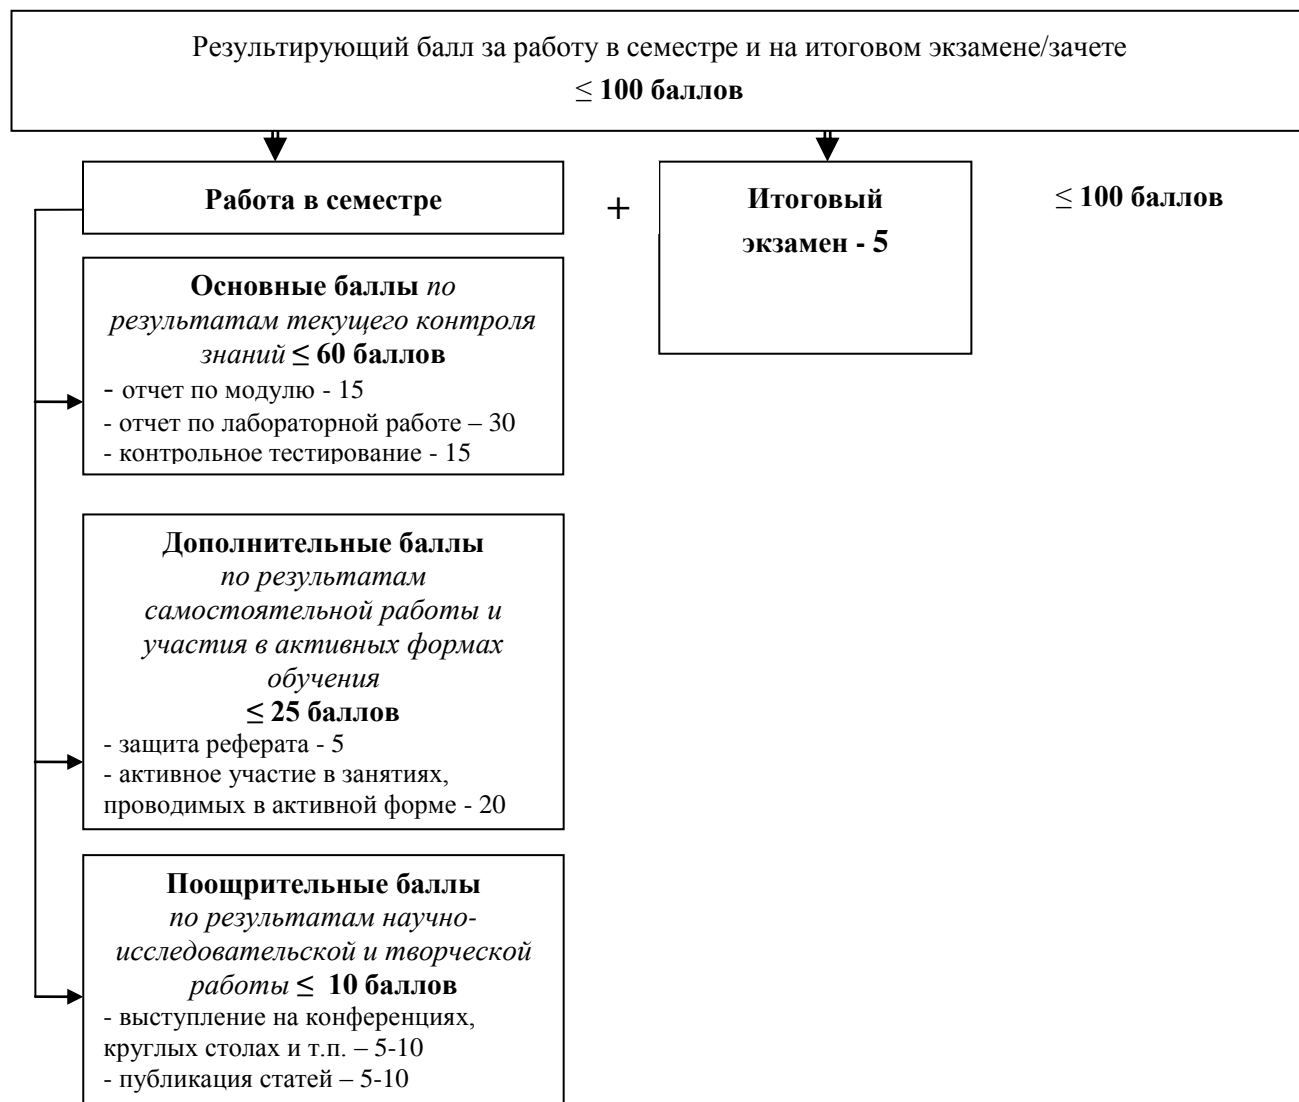 Результирующий балл за работу в семестре и на итоговом экзамене/зачете
≤ 100 баллов
Работа в семестре
+
Итоговый
экзамен - 5
≤ 100 баллов
Основные баллы по
результатам текущего контроля
знаний ≤ 60 баллов
- отчет по модулю - 15
- отчет по лабораторной работе – 30
- контрольное тестирование - 15
Дополнительные баллы
по результатам
самостоятельной работы и
участия в активных формах
обучения
≤ 25 баллов
- защита реферата - 5
- активное участие в занятиях,
проводимых в активной форме - 20
Поощрительные баллы
по результатам научно-
исследовательской и творческой
работы ≤ 10 баллов
- выступление на конференциях,
круглых столах и т.п. – 5-10
- публикация статей – 5-10